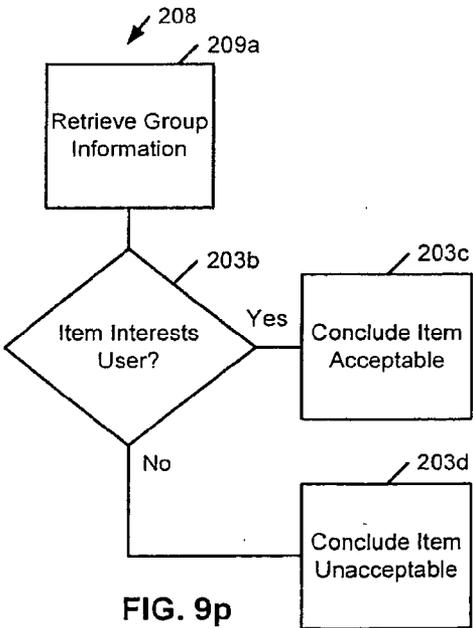 208
209a
Retrieve Group
Information
203b
Item Interests
User?
Yes
203c
Conclude Item
Acceptable
No
203d
Conclude Item
Unacceptable
FIG. 9p